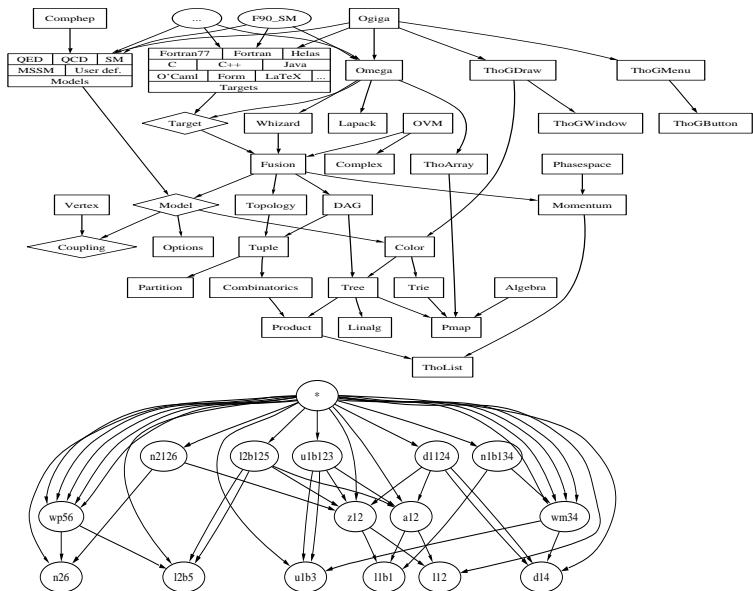 Comphep ... F90_SM Ogiga
QED QCD SM
MSSM User def.
Models
Fortran77 Fortran Helas
C C++ Java
O'Caml Form LaTeX ...
Targets
Omega ThoGDraw ThoGMenu
Target Whizard Lapack OVM ThoGWindow ThoGButton
Fusion Complex ThoArray Phasespace
Vertex Model Topology DAG Momentum
Coupling Options Tuple Color
Partition Combinatorics Tree Trie Algebra
Product Linalg Pmap
ThoList
*
n2126 l2b125 u1b123 d1124 n1b134
wp56 z12 a12 wm34
n26 l2b5 u1b3 l1b1 l12 d14